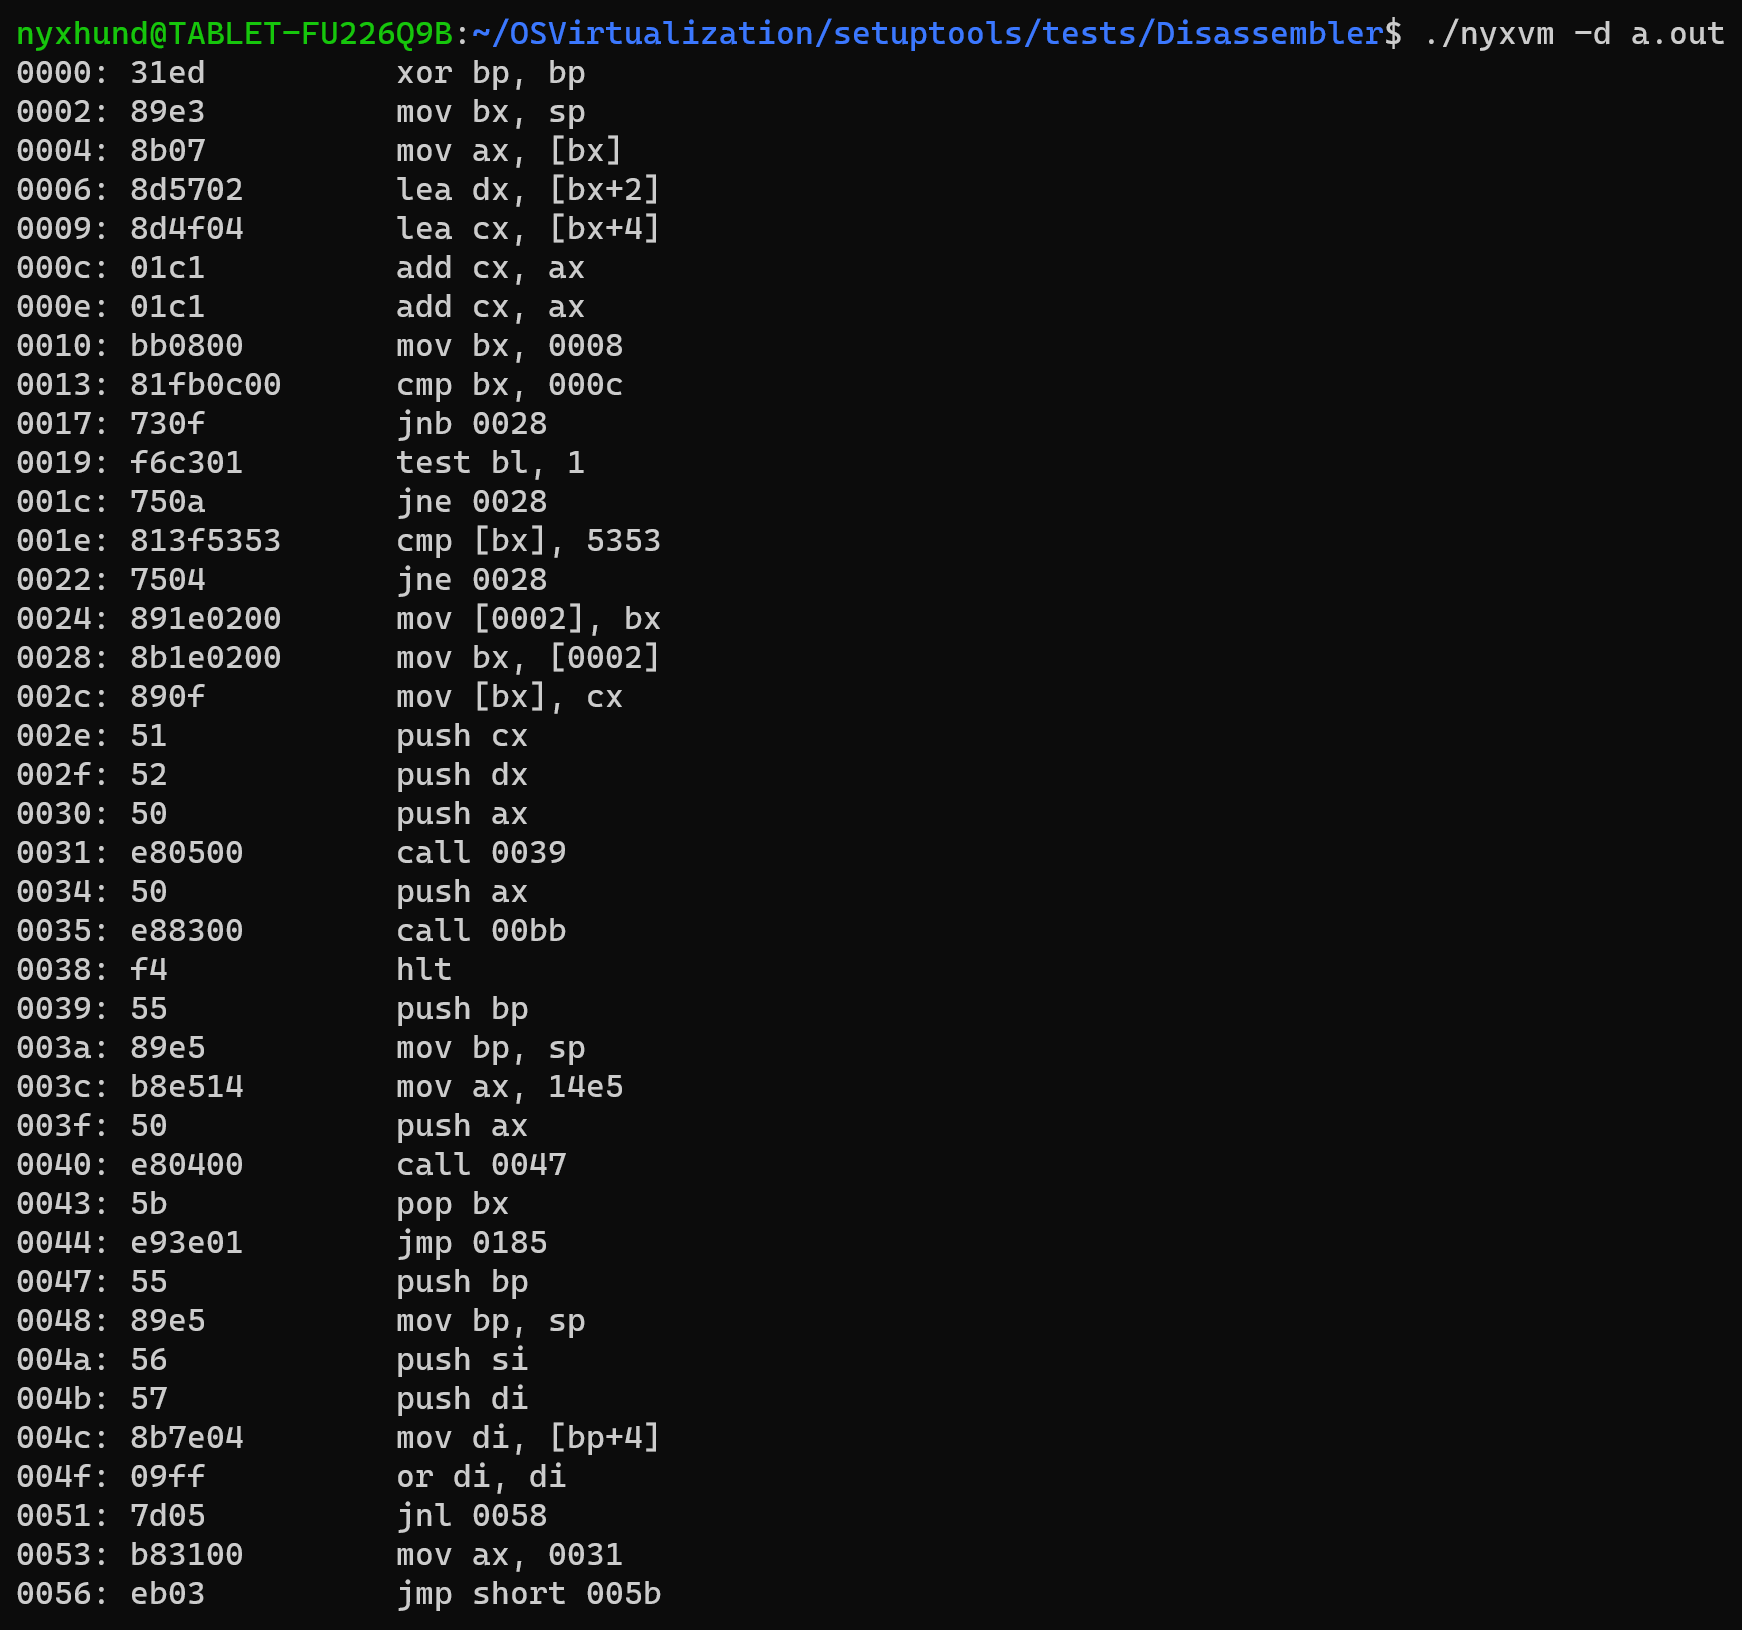 nyxhund@TABLET-FU226Q9B:~/OSVirtualization/setuptools/tests/Disassembler$ ./nyxvm -d a.out
0000: 31ed          xor bp, bp
0002: 89e3          mov bx, sp
0004: 8b07          mov ax, [bx]
0006: 8d5702        lea dx, [bx+2]
0009: 8d4f04        lea cx, [bx+4]
000c: 01c1          add cx, ax
000e: 01c1          add cx, ax
0010: bb0800        mov bx, 0008
0013: 81fb0c00      cmp bx, 000c
0017: 730f          jnb 0028
0019: f6c301        test bl, 1
001c: 750a          jne 0028
001e: 813f5353      cmp [bx], 5353
0022: 7504          jne 0028
0024: 891e0200      mov [0002], bx
0028: 8b1e0200      mov bx, [0002]
002c: 890f          mov [bx], cx
002e: 51            push cx
002f: 52            push dx
0030: 50            push ax
0031: e80500        call 0039
0034: 50            push ax
0035: e88300        call 00bb
0038: f4            hlt
0039: 55            push bp
003a: 89e5          mov bp, sp
003c: b8e514        mov ax, 14e5
003f: 50            push ax
0040: e80400        call 0047
0043: 5b            pop bx
0044: e93e01        jmp 0185
0047: 55            push bp
0048: 89e5          mov bp, sp
004a: 56            push si
004b: 57            push di
004c: 8b7e04        mov di, [bp+4]
004f: 09ff          or di, di
0051: 7d05          jnl 0058
0053: b83100        mov ax, 0031
0056: eb03          jmp short 005b